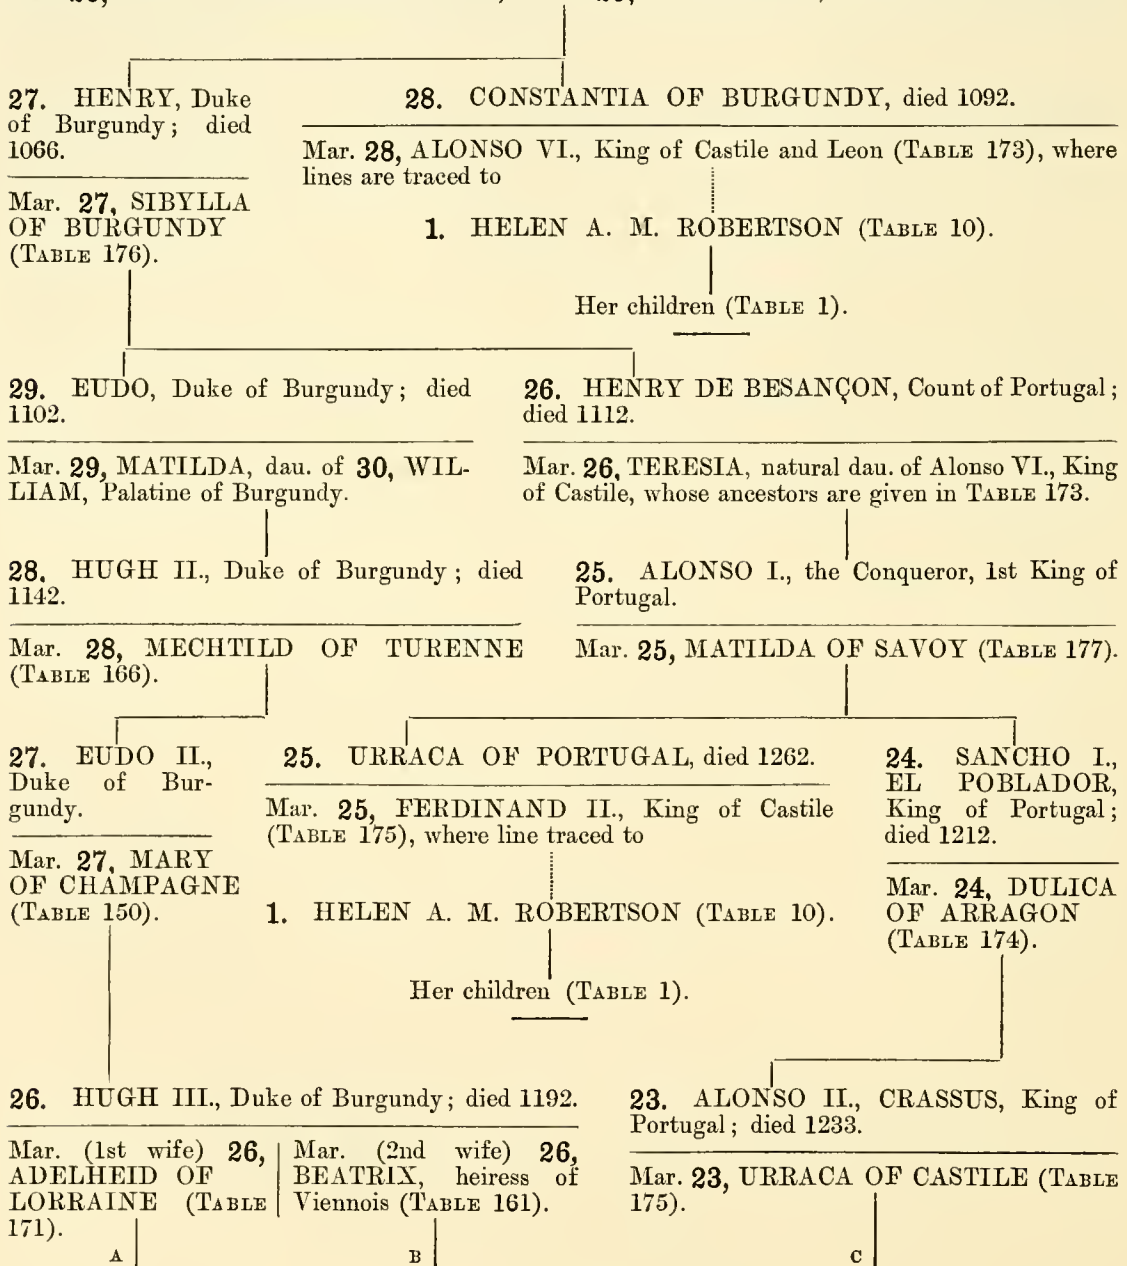 27. HENRY, Duke
of Burgundy; died
1066.
Mar. 27, SIBYLLA
OF BURGUNDY
(TABLE 176).
28. CONSTANTIA OF BURGUNDY, died 1092.
Mar. 28, ALONSO VI., King of Castile and Leon (TABLE 173), where
lines are traced to
1. HELEN A. M. ROBERTSON (TABLE 10).
Her children (TABLE 1).
29. EUDO, Duke of Burgundy; died
1102.
Mar. 29, MATILDA, dau. of 30, WIL-
LIAM, Palatine of Burgundy.
26. HENRY DE BESANÇON, Count of Portugal;
died 1112.
Mar. 26, TERESIA, natural dau. of Alonso VI., King
of Castile, whose ancestors are given in TABLE 173.
28. HUGH II., Duke of Burgundy; died
1142.
Mar. 28, MECHTILD OF TURENNE
(TABLE 166).
25. ALONSO I., the Conqueror, 1st King of
Portugal.
Mar. 25, MATILDA OF SAVOY (TABLE 177).
27. EUDO II.,
Duke of Bur-
gundy.
Mar. 27, MARY
OF CHAMPAGNE
(TABLE 150).
25. URRACA OF PORTUGAL, died 1262.
Mar. 25, FERDINAND II., King of Castile
(TABLE 175), where line traced to
1. HELEN A. M. ROBERTSON (TABLE 10).
Her children (TABLE 1).
24. SANCHO I.,
EL POBLADOR,
King of Portugal;
died 1212.
Mar. 24, DULICA
OF ARRAGON
(TABLE 174).
26. HUGH III., Duke of Burgundy; died 1192.
Mar. (1st wife) 26,
ADELHEID OF
LORRAINE (TABLE
171).
A
Mar. (2nd wife) 26,
BEATRIX, heiress of
Viennois (TABLE 161).
B
23. ALONSO II., CRASSUS, King of
Portugal; died 1233.
Mar. 23, URRACA OF CASTILE (TABLE
175).
C